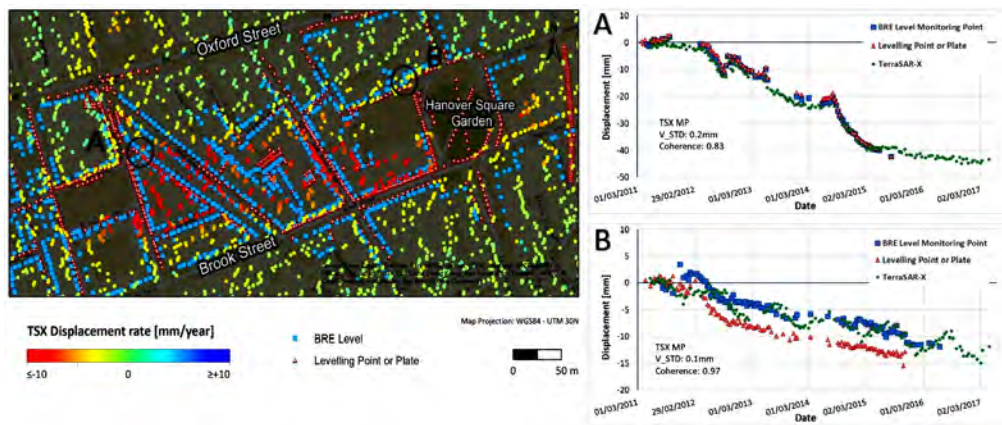 Oxford Street
B
Hanover Square
Garden
A
Brook Street
Map Projection: WGS84 - UTM 30N
TSX Displacement rate [mm/year]
≤-10
0
≥+10
BRE Level
Levelling Point or Plate
50 m
A
Displacement [mm]
10
0
-10
-20
-30
-40
-50
BRE Level Monitoring Point
Levelling Point or Plate
TerraSAR-X
TSX MP
V_STD: 0.2mm
Coherence: 0.83
01/03/2011
29/02/2012
01/03/2013
01/03/2014
02/03/2015
01/03/2016
02/03/2017
Date
B
Displacement [mm]
10
5
0
-5
-10
-15
-20
BRE Level Monitoring Point
Levelling Point or Plate
TerraSAR-X
TSX MP
V_STD: 0.1mm
Coherence: 0.97
01/03/2011
29/02/2012
01/03/2013
01/03/2014
02/03/2015
01/03/2016
02/03/2017
Date